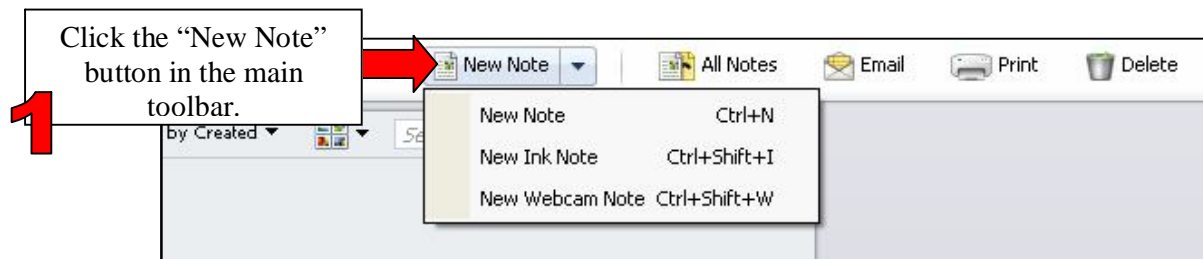 Click the “New Note”
button in the main
toolbar.
1
New Note
All Notes
Email
Print
Delete
by Created
Se
New Note Ctrl+N
New Ink Note Ctrl+Shift+I
New Webcam Note Ctrl+Shift+W